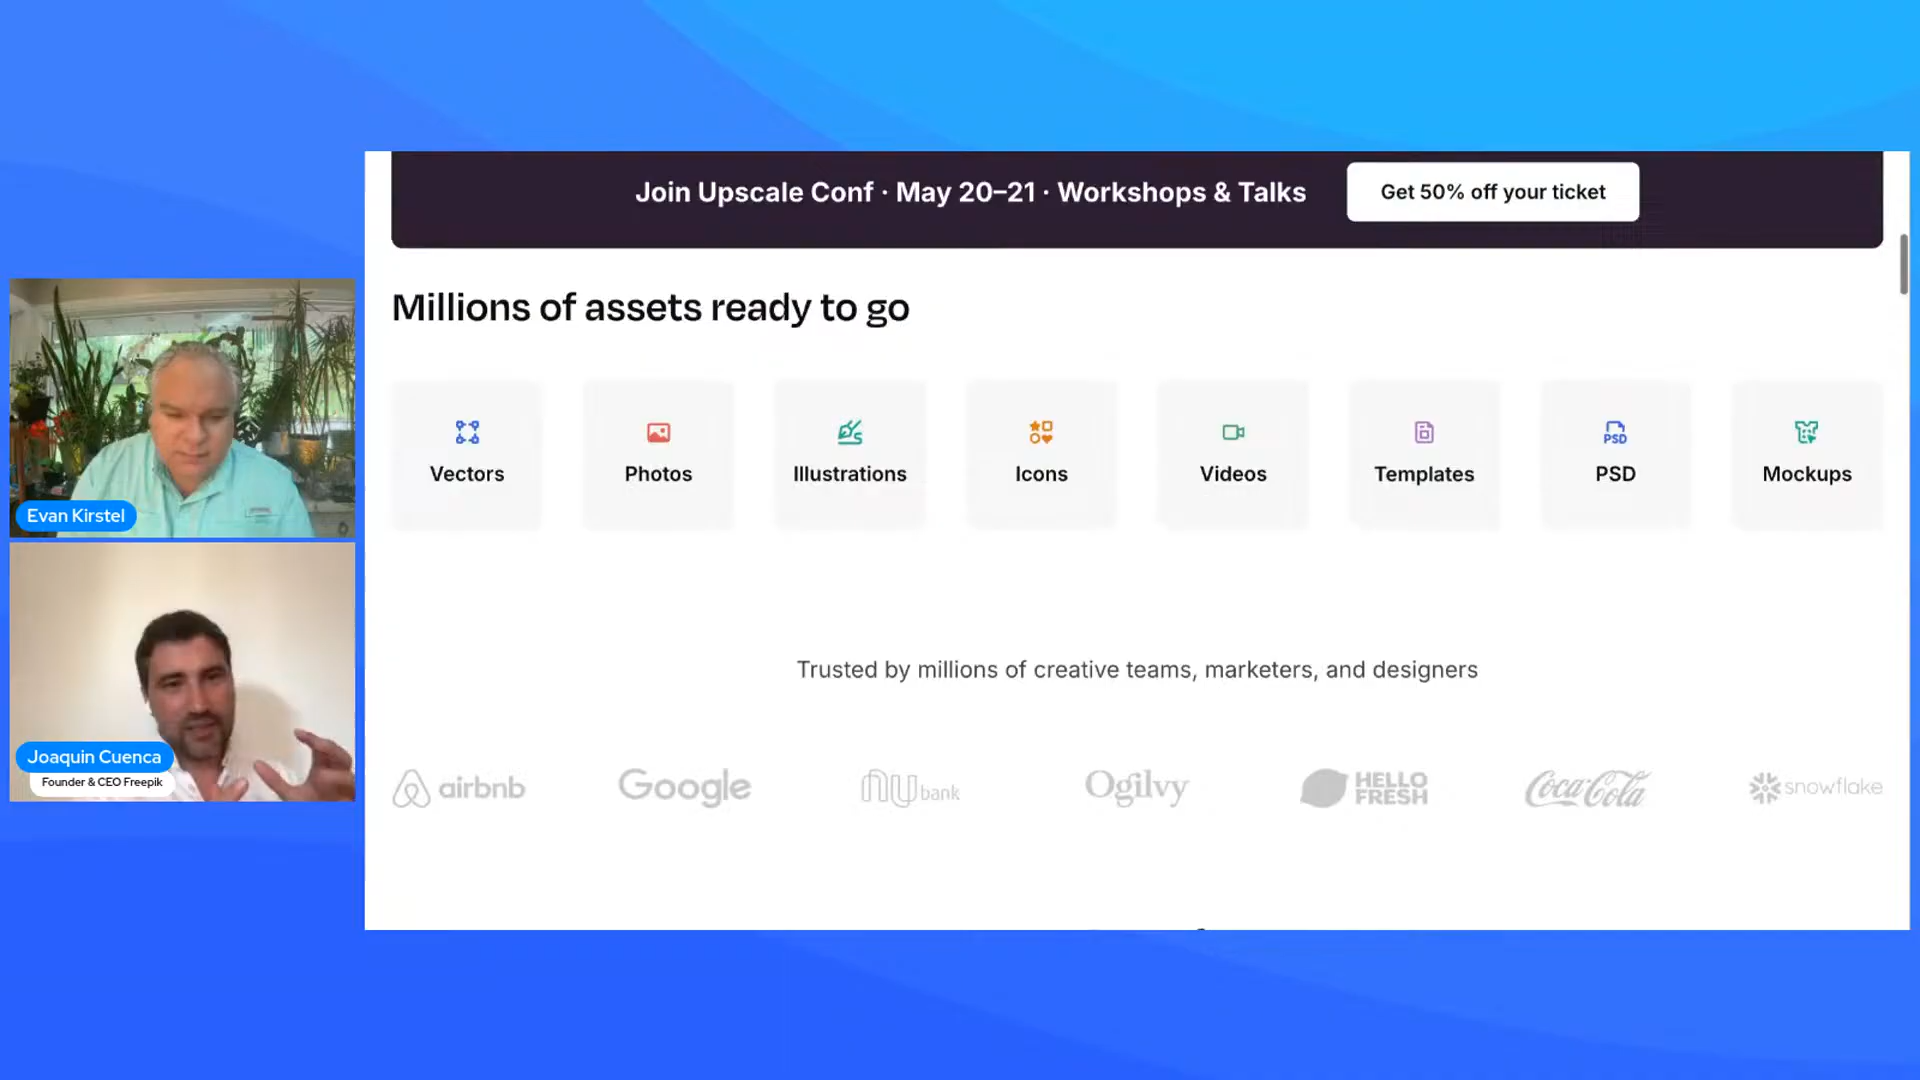 Join Upscale Conf · May 20–21 · Workshops & Talks
Get 50% off your ticket
Millions of assets ready to go
Vectors
Photos
Illustrations
Icons
Videos
Templates
PSD
PSD
Mockups
Evan Kirstel
Trusted by millions of creative teams, marketers, and designers
Joaquin Cuenca
Founder & CEO Freepik
airbnb
Google
nu bank
Ogilvy
HELLO
FRESH
Coca-Cola
snowflake